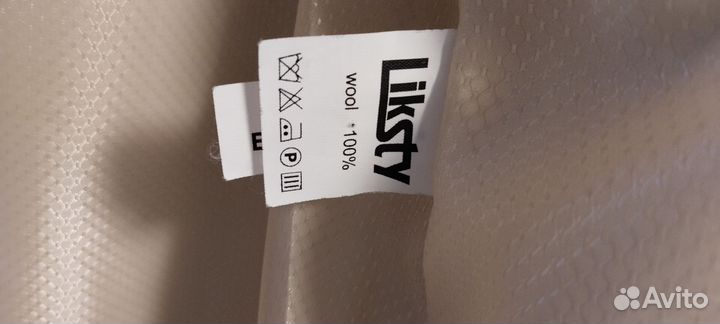 Liksty
wool *100%
P
E
Avito